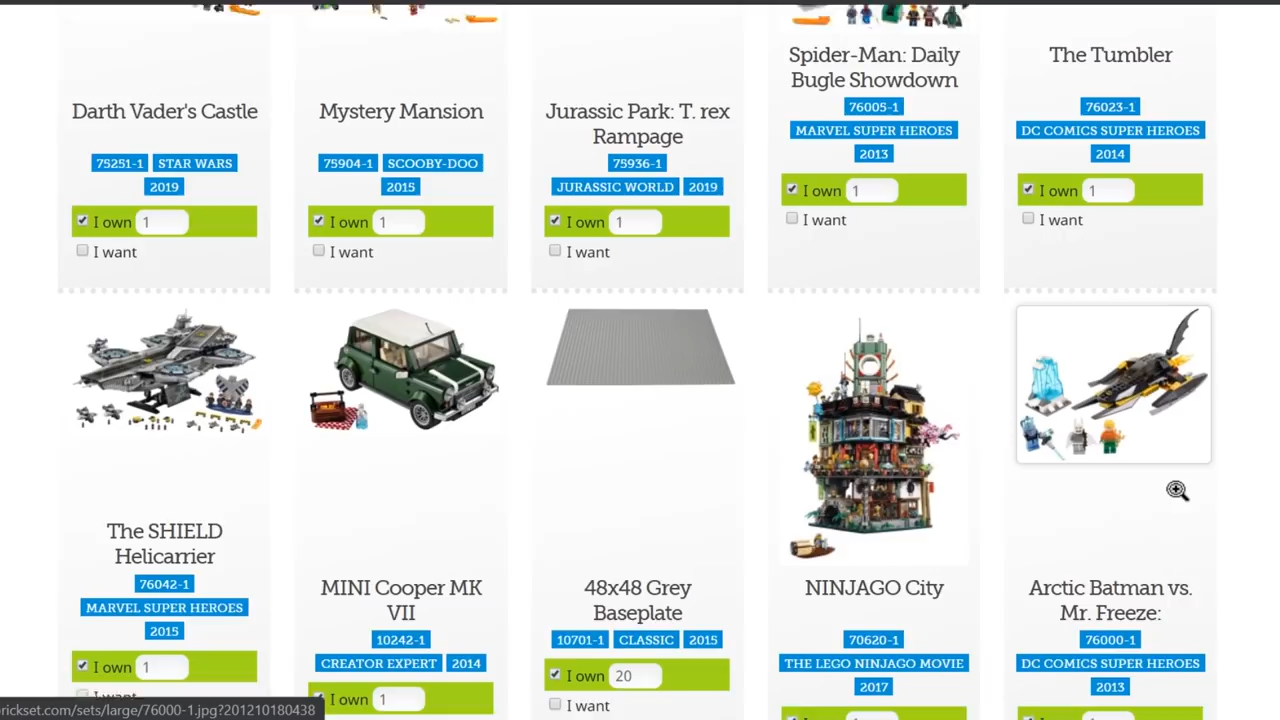 Darth Vader's Castle
75251-1 STAR WARS
2019
I own 1
I want
Mystery Mansion
75904-1 SCOOBY-DOO
2015
I own 1
I want
Jurassic Park: T. rex
Rampage
75936-1
JURASSIC WORLD 2019
I own 1
I want
Spider-Man: Daily
Bugle Showdown
76005-1
MARVEL SUPER HEROES
2013
I own 1
I want
The Tumbler
76023-1
DC COMICS SUPER HEROES
2014
I own 1
I want
The SHIELD
Helicarrier
76042-1
MARVEL SUPER HEROES
2015
I own 1
I want
MINI Cooper MK
VII
10242-1
CREATOR EXPERT 2014
I own 1
48x48 Grey
Baseplate
10701-1 CLASSIC 2015
I own 20
I want
NINJAGO City
70620-1
THE LEGO NINJAGO MOVIE
2017
Arctic Batman vs.
Mr. Freeze:
76000-1
DC COMICS SUPER HEROES
2013
rickset.com/sets/large/76000-1.jpg?201210180438